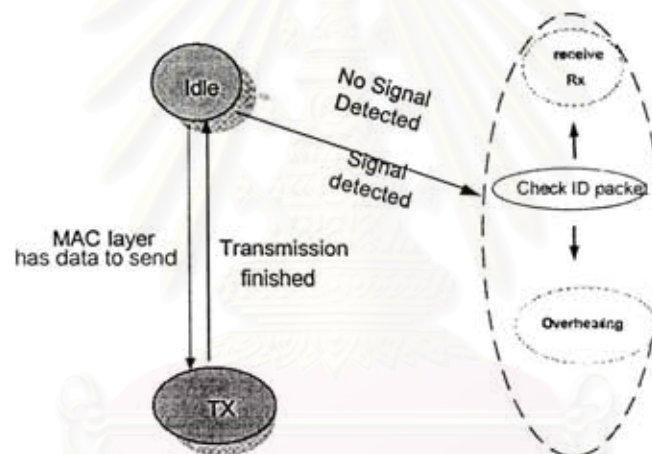 Idle
No Signal
Detected
Signal
detected
receive
Rx
Check ID packet
Overhearing
MAC layer
has data to send
Transmission
finished
TX